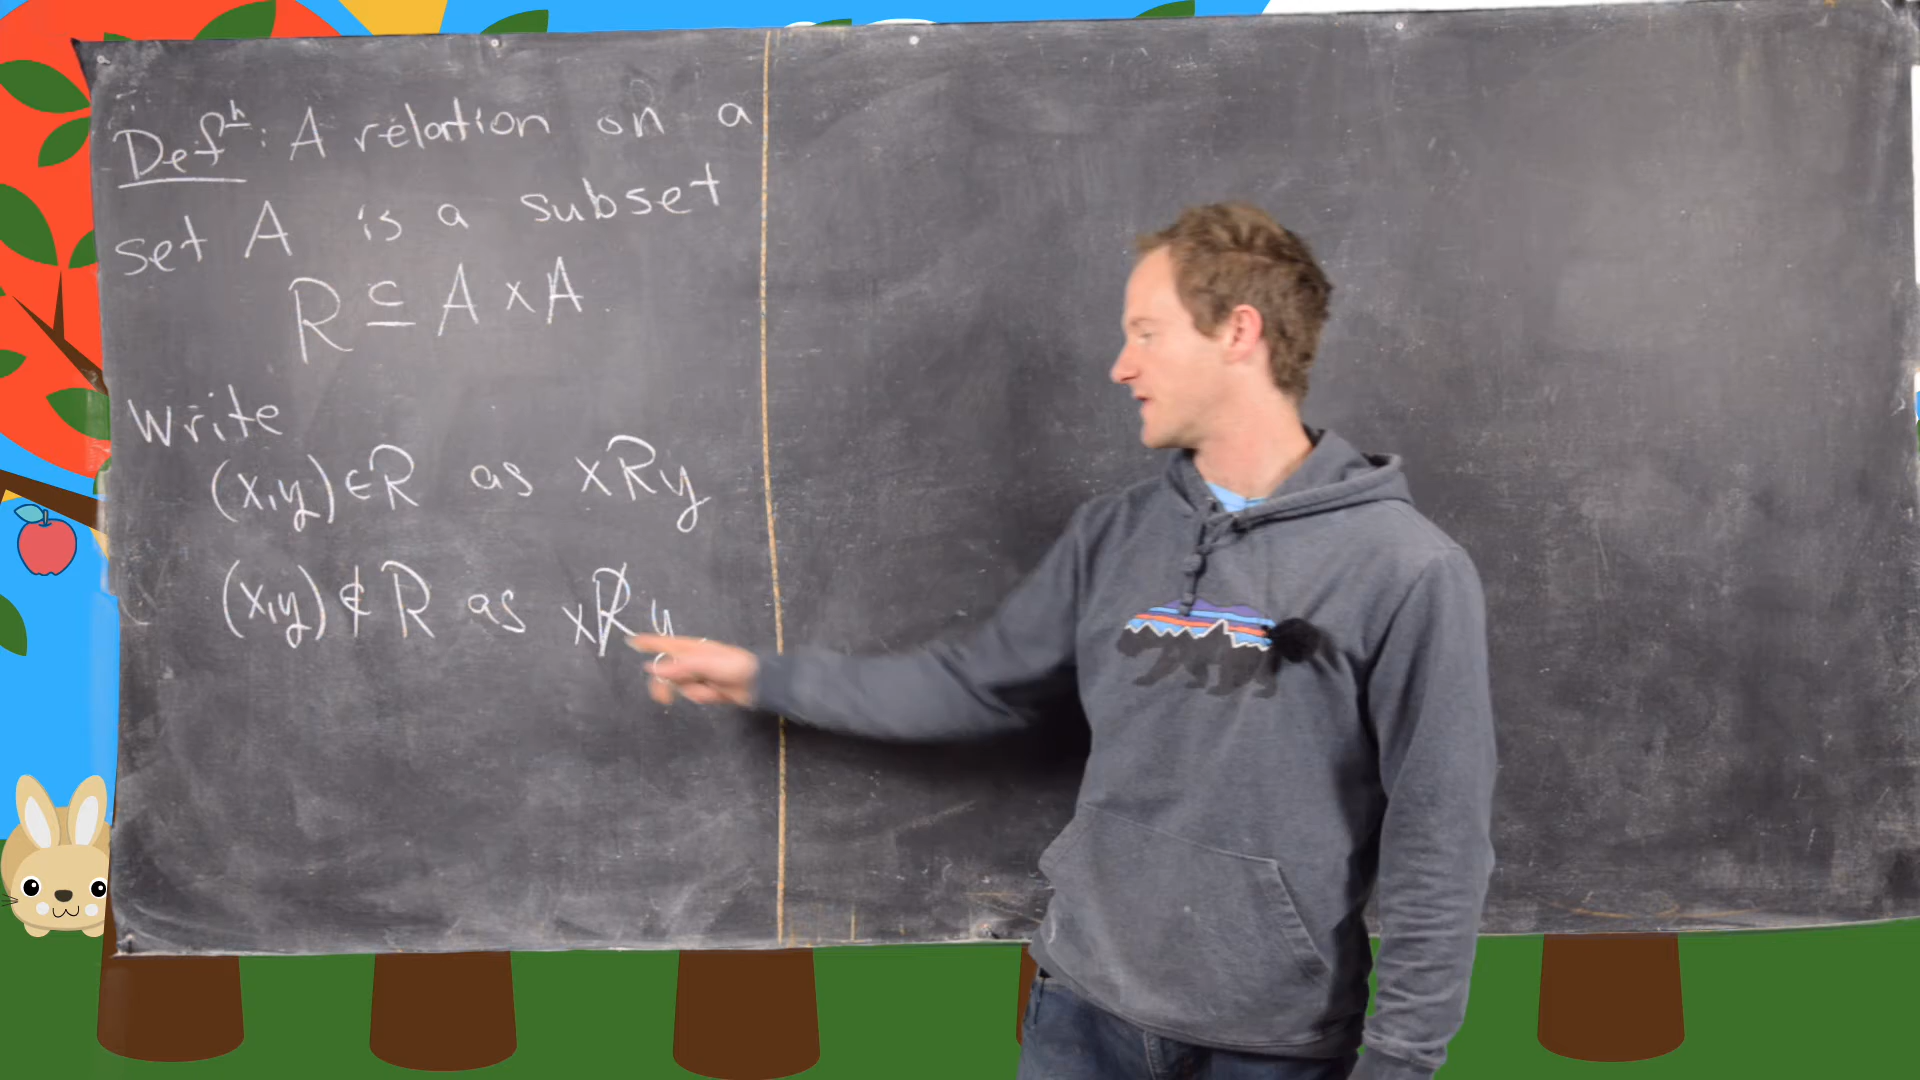 Defⁿ: A relation on a
set A is a subset
R ⊆ A × A
Write
(x,y) ∈ R as xRy
(x,y) ∉ R as xR̸y